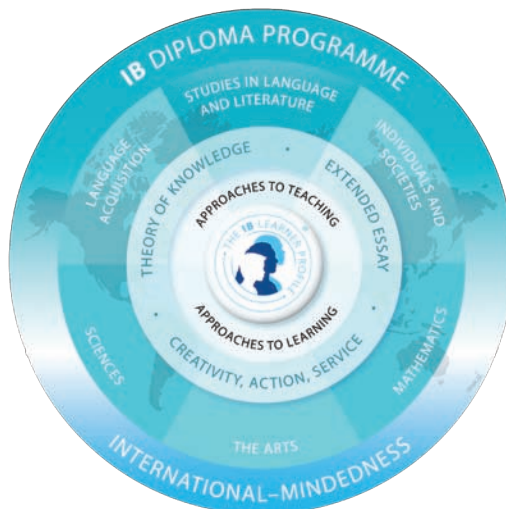 IB DIPLOMA PROGRAMME
STUDIES IN LANGUAGE
AND LITERATURE
LANGUAGE
ACQUISITION
INDIVIDUALS AND
SOCIETIES
THEORY OF KNOWLEDGE
EXTENDED ESSAY
APPROACHES TO TEACHING
THE IB LEARNER PROFILE
APPROACHES TO LEARNING
CREATIVITY, ACTION, SERVICE
SCIENCES
MATHEMATICS
THE ARTS
INTERNATIONAL–MINDEDNESS